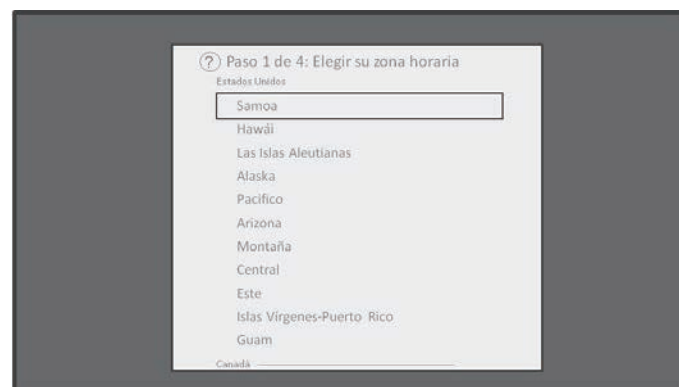 ? Paso 1 de 4: Elegir su zona horaria
Estados Unidos
Samoa
Hawái
Las Islas Aleutianas
Alaska
Pacifico
Arizona
Montaña
Central
Este
Islas Vírgenes-Puerto Rico
Guam
Canadá